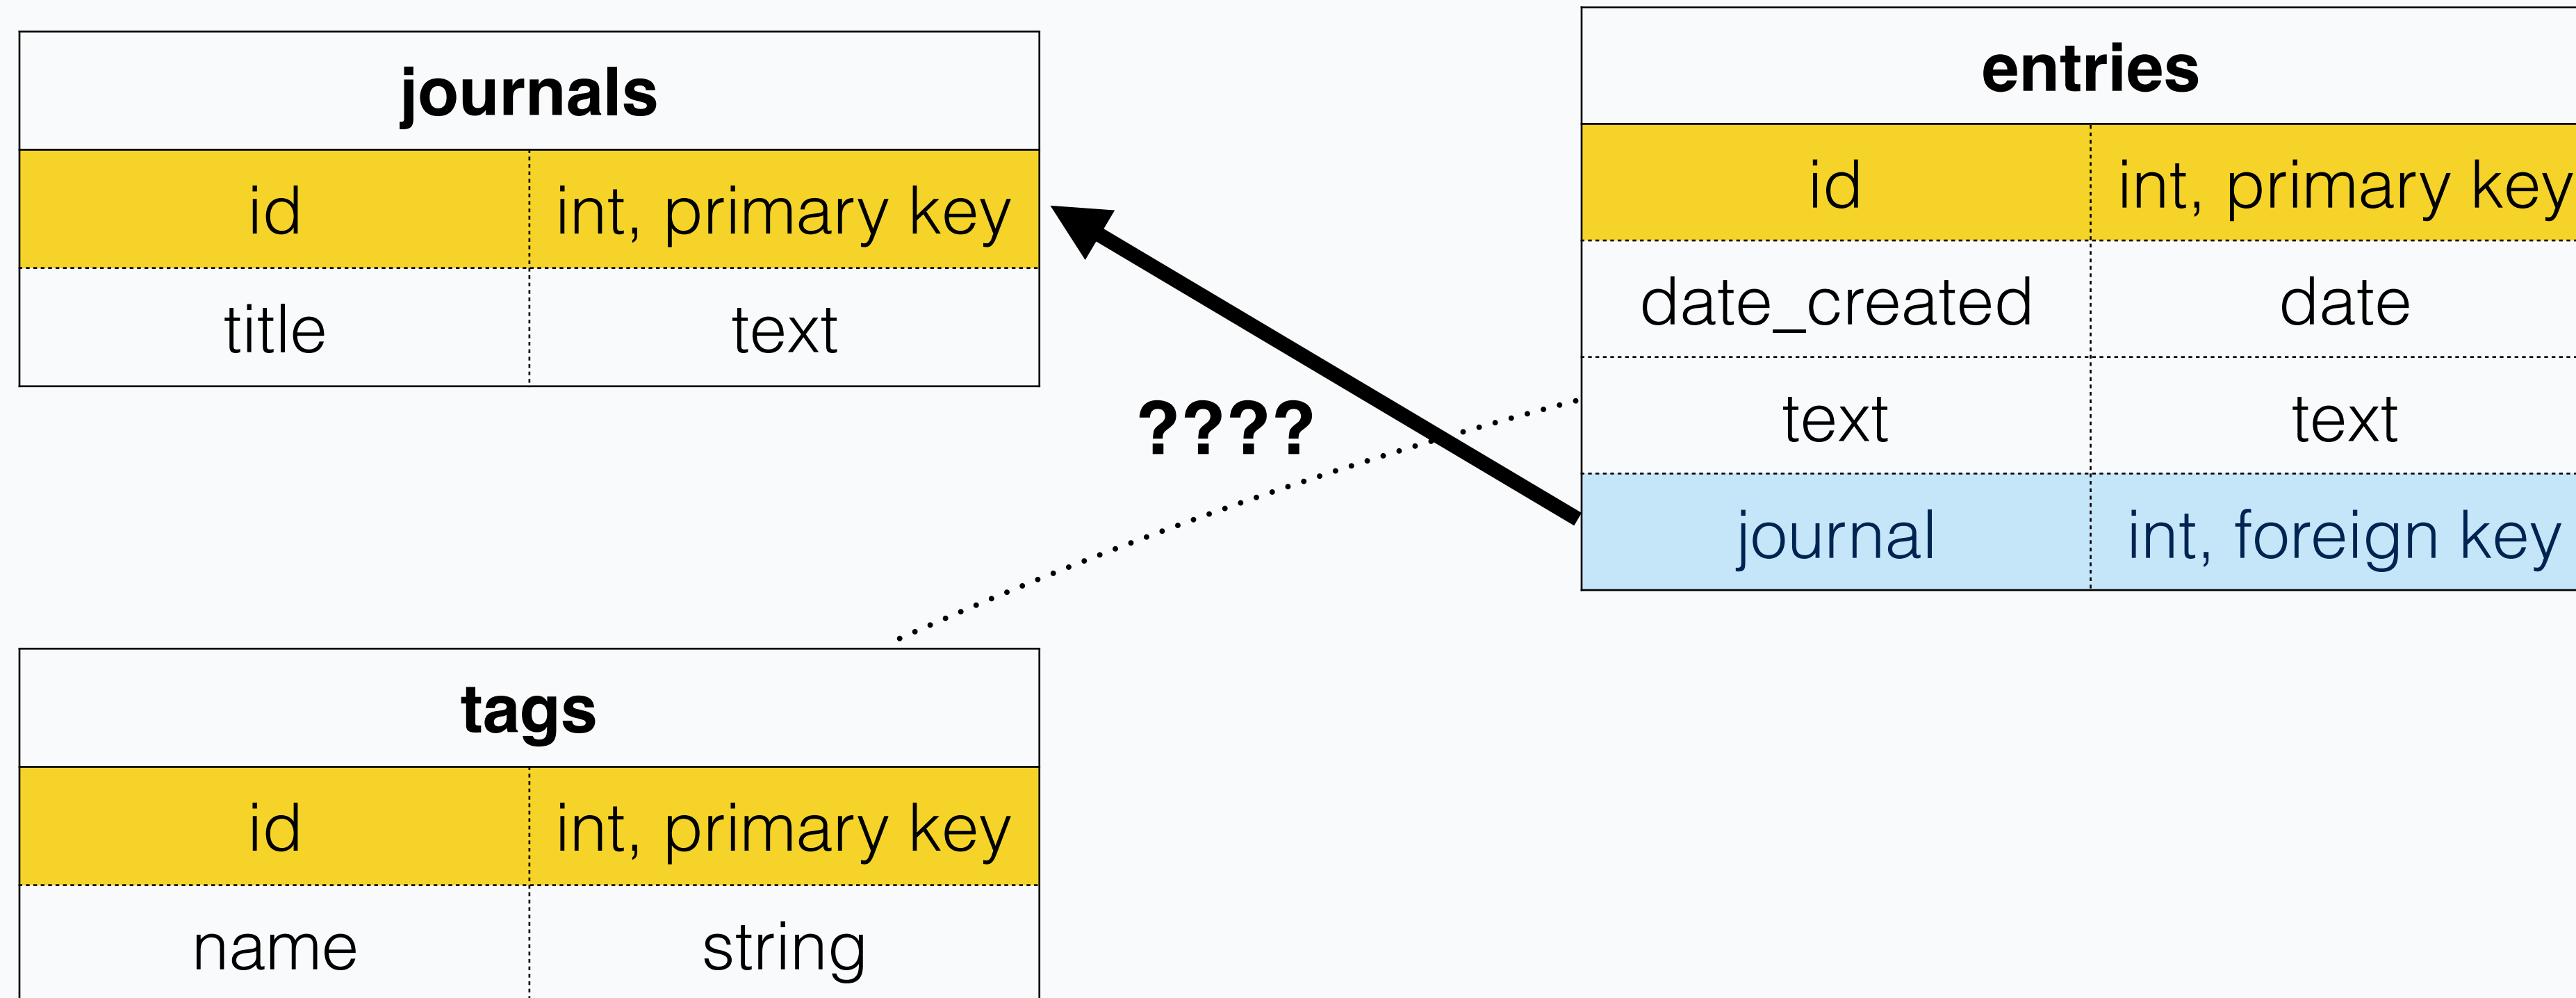 journals
id int, primary key
title text
entries
id int, primary key
date_created date
text text
journal int, foreign key
????
tags
id int, primary key
name string